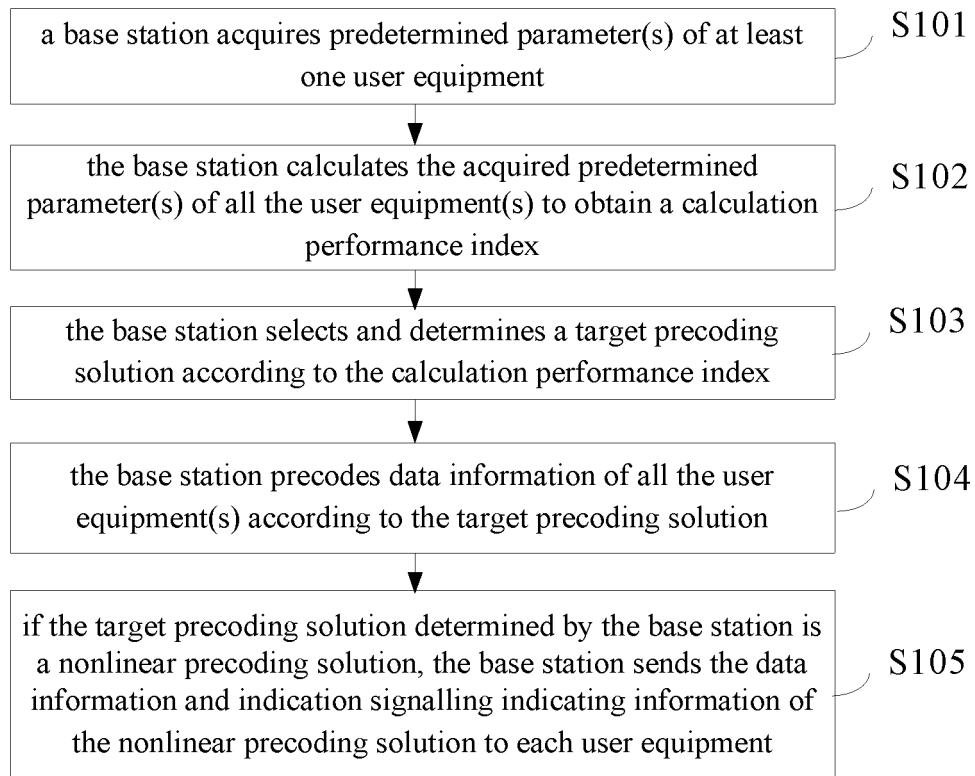 a base station acquires predetermined parameter(s) of at least
one user equipment
S101
the base station calculates the acquired predetermined
parameter(s) of all the user equipment(s) to obtain a calculation
performance index
S102
the base station selects and determines a target precoding
solution according to the calculation performance index
S103
the base station precodes data information of all the user
equipment(s) according to the target precoding solution
S104
if the target precoding solution determined by the base station is
a nonlinear precoding solution, the base station sends the data
information and indication signalling indicating information of
the nonlinear precoding solution to each user equipment
S105